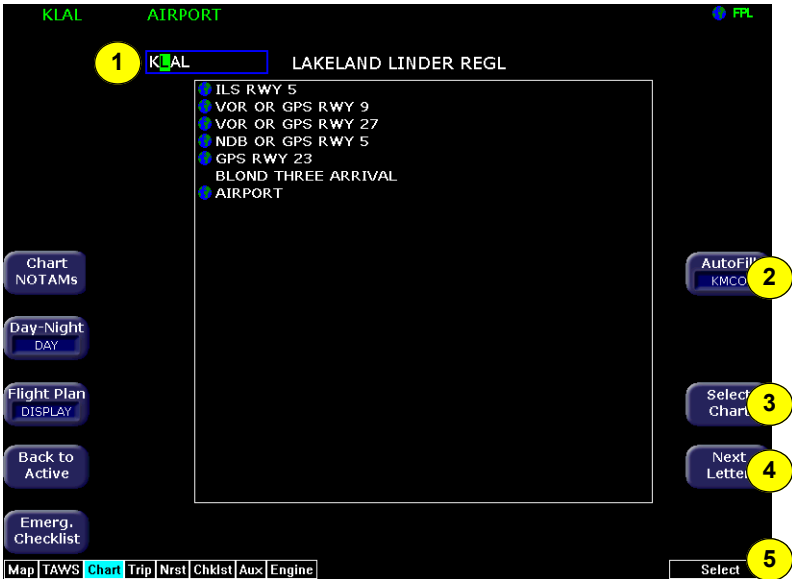 KLAL AIRPORT FPL
1 KLAL LAKELAND LINDER REGL
ILS RWY 5
VOR OR GPS RWY 9
VOR OR GPS RWY 27
NDB OR GPS RWY 5
GPS RWY 23
BLOND THREE ARRIVAL
AIRPORT
Chart
NOTAMs
AutoFill
KMCO
2
Day-Night
DAY
Flight Plan
DISPLAY
Select
Chart
3
Back to
Active
Next
Letter
4
Emerg.
Checklist
Map TAWS Chart Trip Nrst Chklst Aux Engine
Select
5